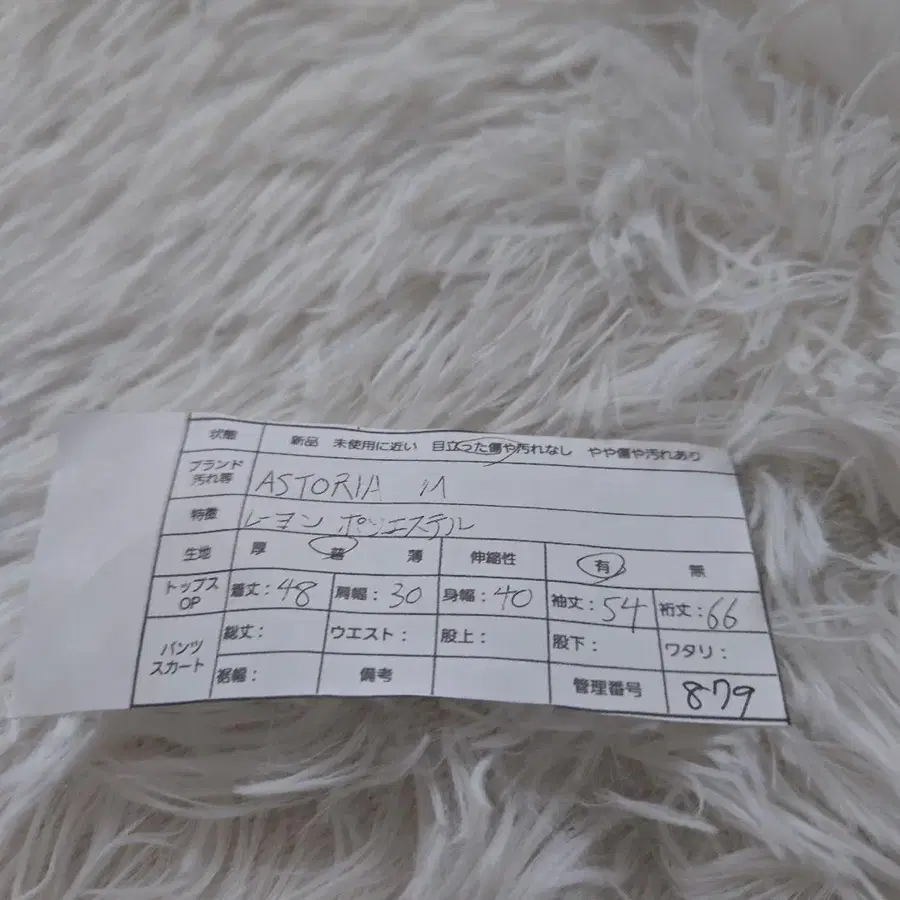 状態 新品 未使用に近い 目立った傷や汚れなし やや傷や汚れあり
ブランド 汚れ等 ASTORIA M
特徴 レーヨン ポリエステル
生地 厚 普 薄 伸縮性 有 無
トップス OP 着丈:48 肩幅:30 身幅:40 袖丈:54 裄丈:66
パンツ スカート 総丈: ウエスト: 股上: 股下: ワタリ:
裾幅: 備考 管理番号 879